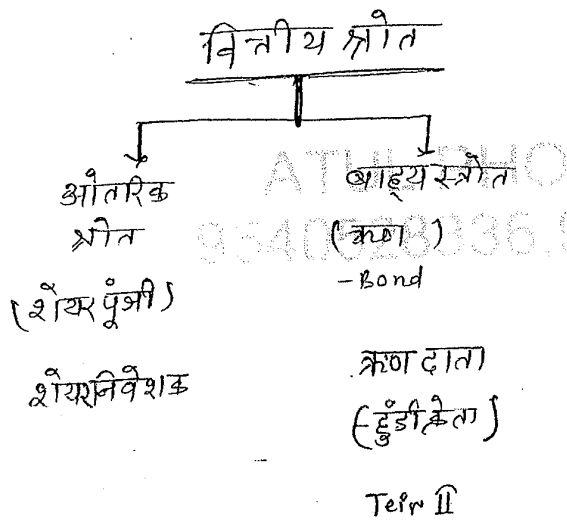 वित्तीय श्रोत
आंतरिक
श्रोत
(शेयर पूंजी)
शेयरनिवेशक
बाह्य स्त्रोत
(ऋण)
- Bond
ऋण दाता
(हुंडी क्रेता)
Teir II